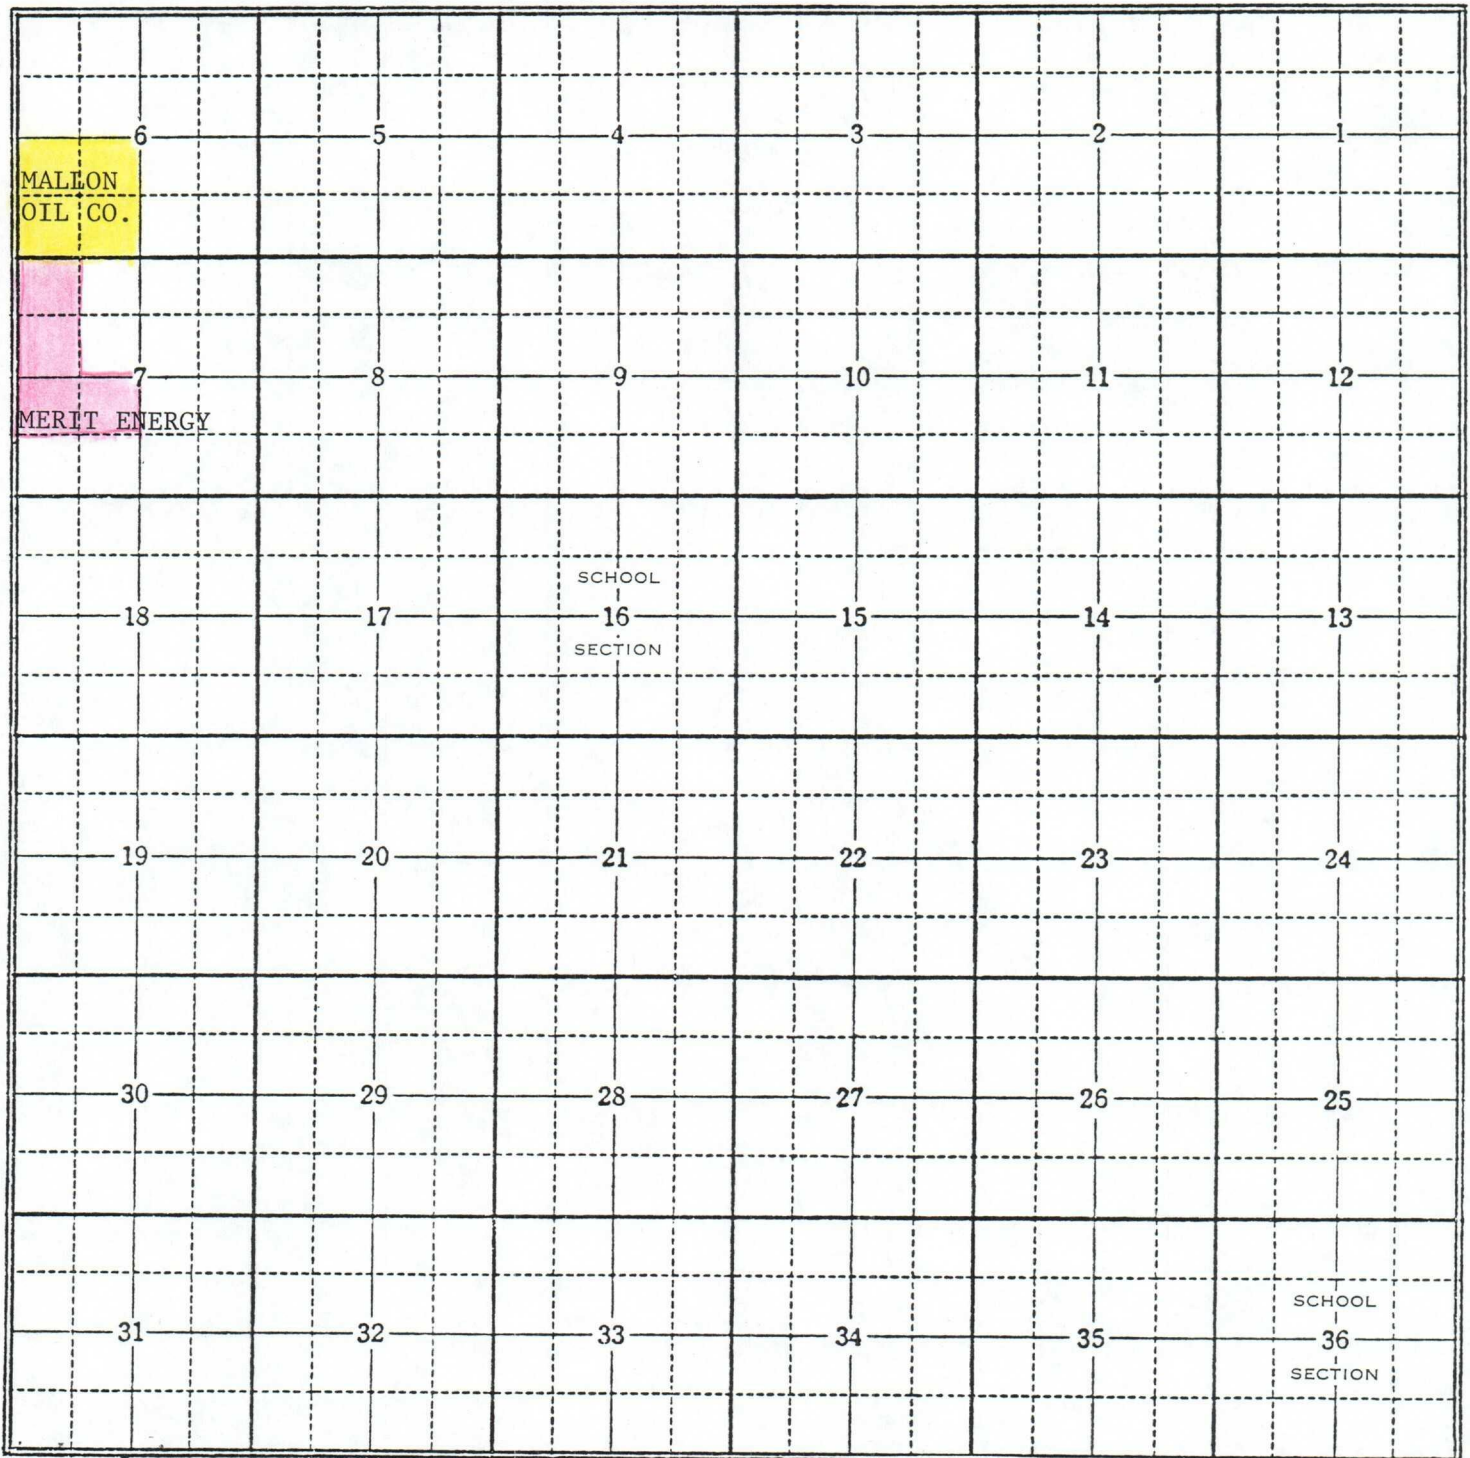 6 5 4 3 2 1
MALLON
OIL CO.
7 8 9 10 11 12
MERIT ENERGY
SCHOOL
18 17 16 15 14 13
SECTION
19 20 21 22 23 24
30 29 28 27 26 25
SCHOOL
31 32 33 34 35 36
SECTION